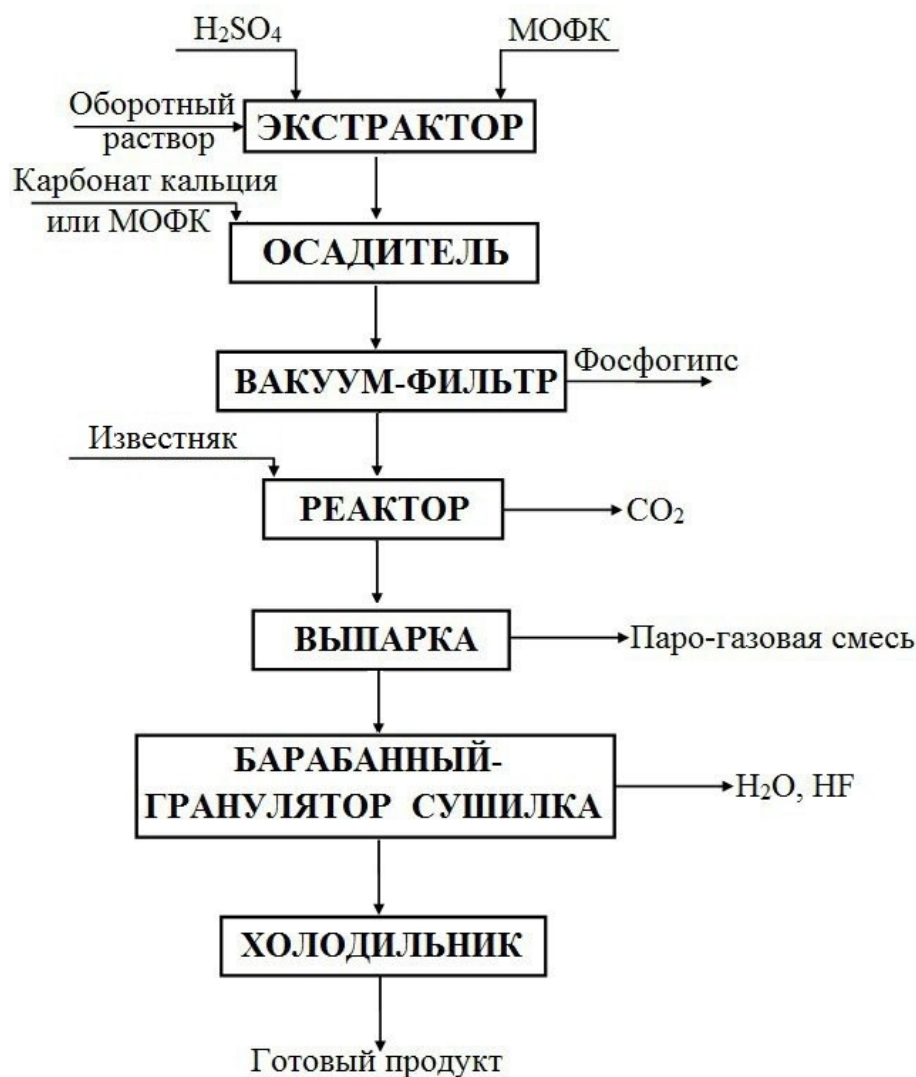 H₂SO₄
МОФК
Оборотный
раствор
ЭКСТРАКТОР
Карбонат кальция
или МОФК
ОСАДИТЕЛЬ
ВАКУУМ-ФИЛЬТР
Фосфогипс
Известняк
РЕАКТОР
CO₂
ВЫПАРКА
Паро-газовая смесь
БАРАБАННЫЙ-
ГРАНУЛЯТОР СУШИЛКА
H₂O, HF
ХОЛОДИЛЬНИК
Готовый продукт